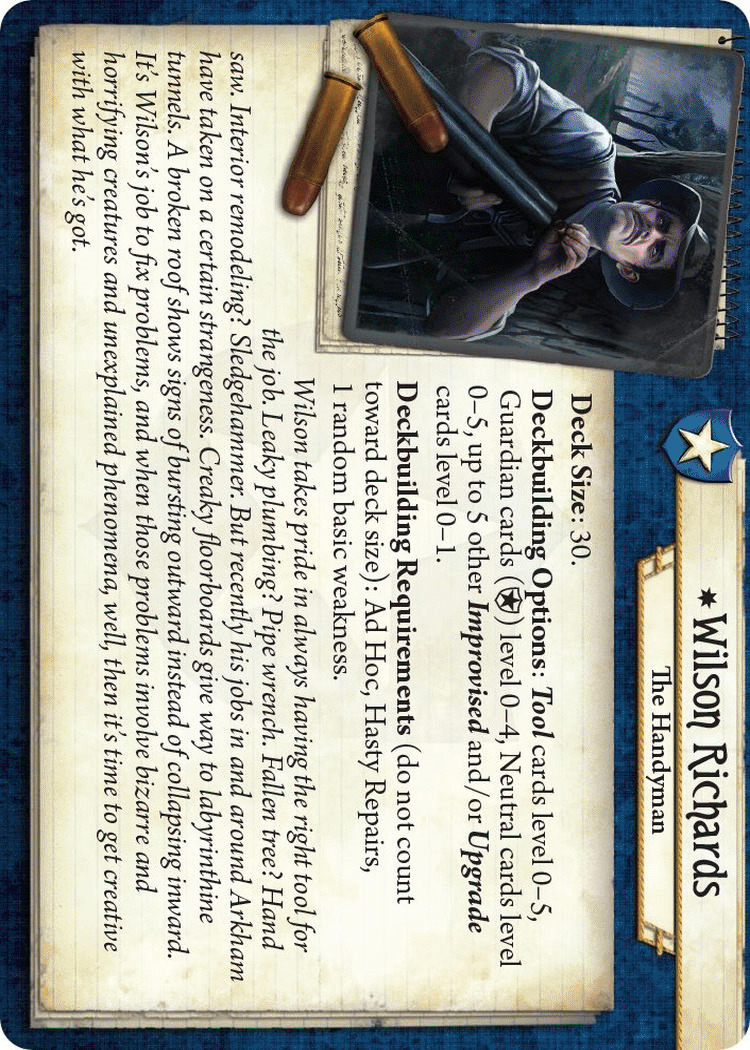 Wilson Richards
The Handyman
Deck Size: 30.
Deckbuilding Options: Tool cards level 0–5,
Guardian cards () level 0–4, Neutral cards level
0–5, up to 5 other Improvised and/or Upgrade
cards level 0–1.
Deckbuilding Requirements (do not count
toward deck size): Ad Hoc, Hasty Repairs,
1 random basic weakness.
Wilson takes pride in always having the right tool for
the job. Leaky plumbing? Pipe wrench. Fallen tree? Hand
saw. Interior remodeling? Sledgehammer. But recently his jobs in and around Arkham
have taken on a certain strangeness. Creaky floorboards give way to labyrinthine
tunnels. A broken roof shows signs of bursting outward instead of collapsing inward.
It’s Wilson’s job to fix problems, and when those problems involve bizarre and
horrifying creatures and unexplained phenomena, well, then it’s time to get creative
with what he’s got.